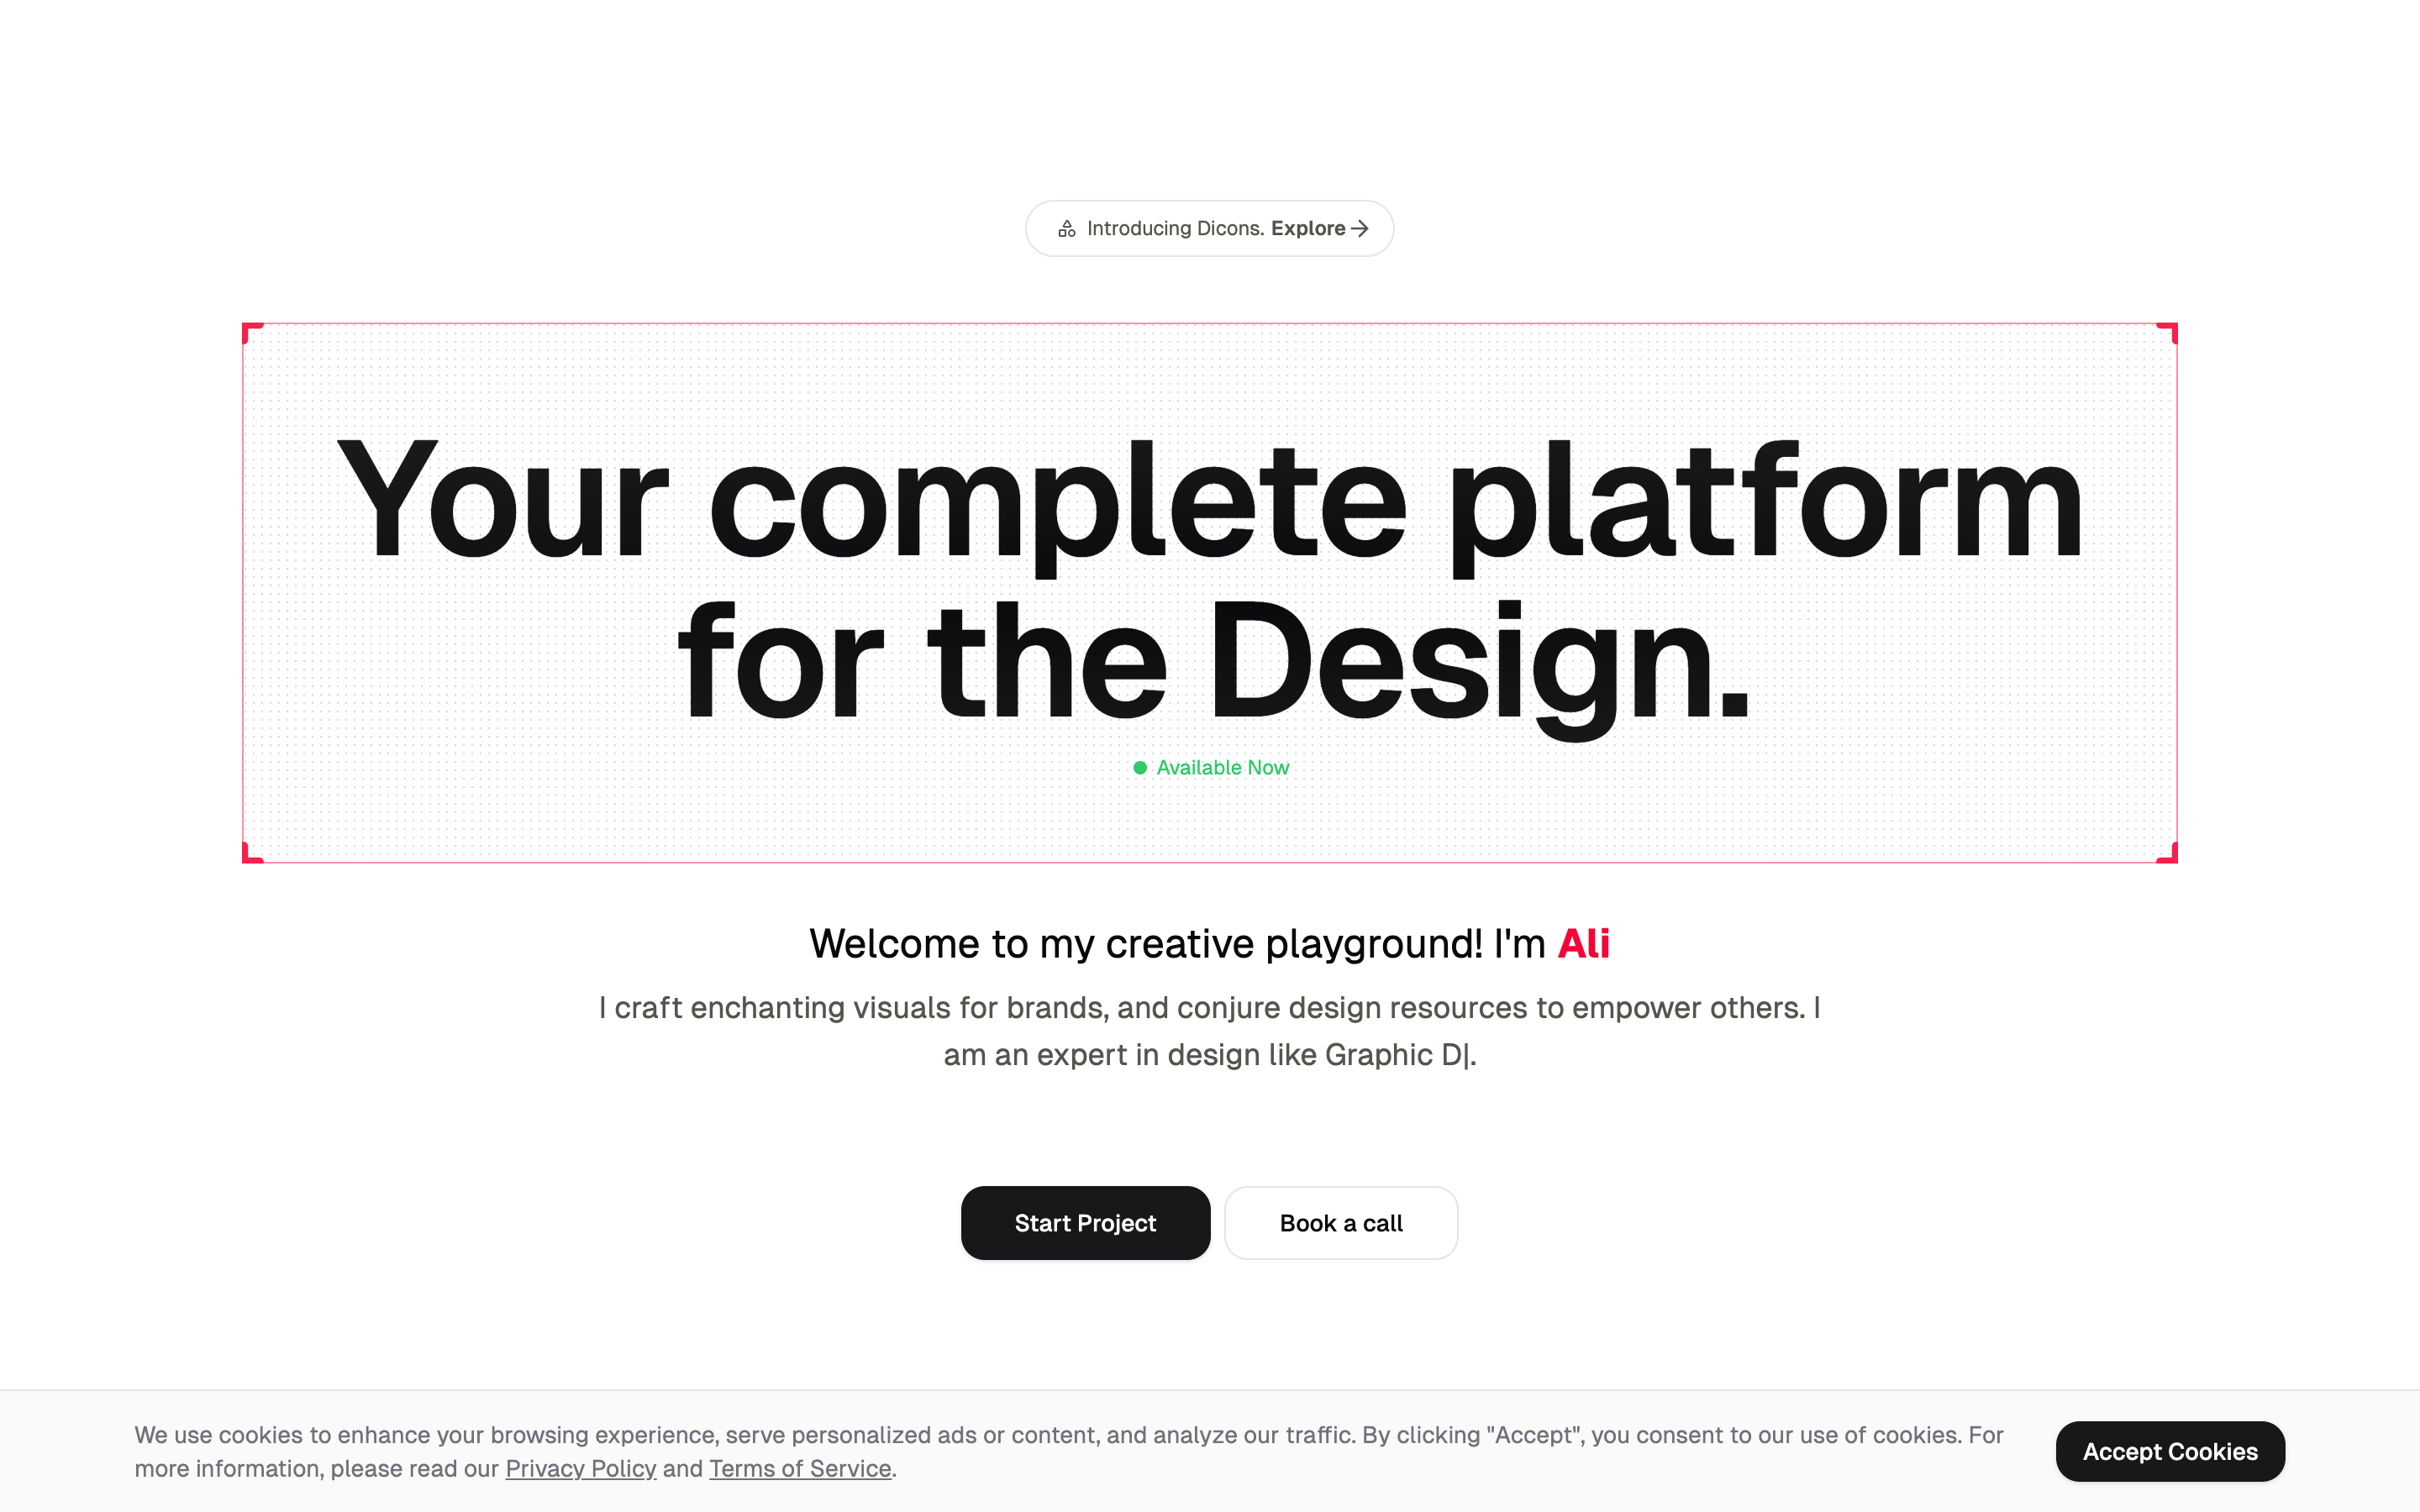 Introducing Dicons. Explore
Your complete platform
for the Design.
Available Now
Welcome to my creative playground! I'm Ali
I craft enchanting visuals for brands, and conjure design resources to empower others. I
am an expert in design like Graphic D|.
Start Project
Book a call
We use cookies to enhance your browsing experience, serve personalized ads or content, and analyze our traffic. By clicking "Accept", you consent to our use of cookies. For
more information, please read our Privacy Policy and Terms of Service.
Accept Cookies